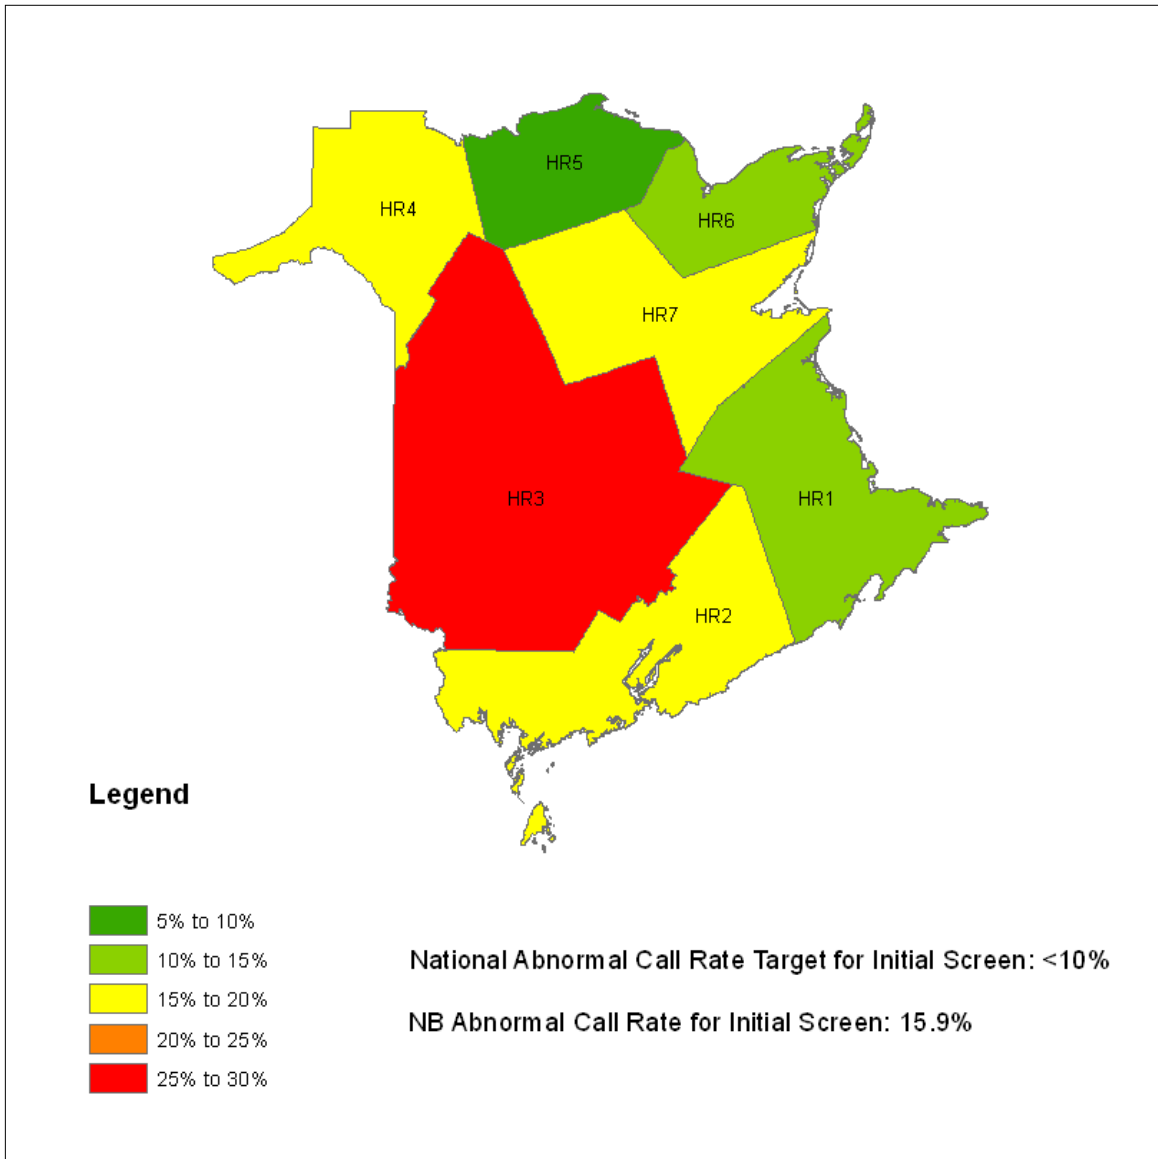 HR5
HR4
HR6
HR7
HR3
HR1
HR2
Legend
5% to 10%
10% to 15%
15% to 20%
20% to 25%
25% to 30%
National Abnormal Call Rate Target for Initial Screen: <10%
NB Abnormal Call Rate for Initial Screen: 15.9%